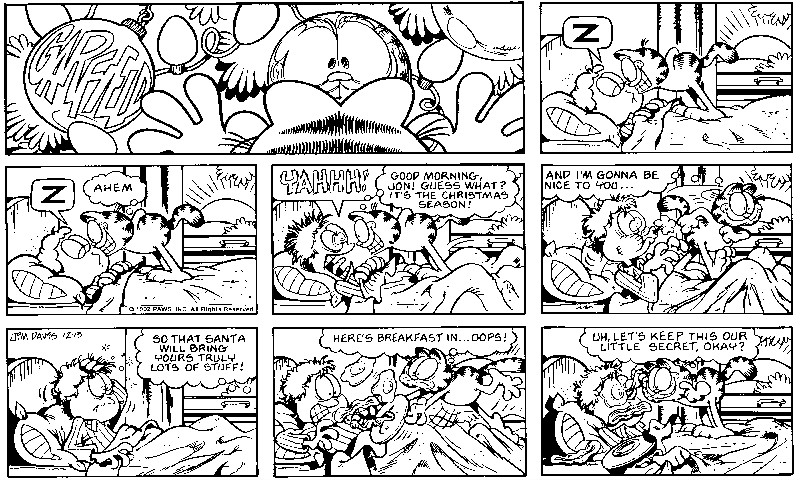 GARFIELD
Z
Z
AHEM
© 1992 PAWS, INC. All Rights Reserved
YAHHH!
GOOD MORNING,
JON! GUESS WHAT?
IT'S THE CHRISTMAS
SEASON!
AND I'M GONNA BE
NICE TO YOU...
JIM DAVIS 12-13
SO THAT SANTA
WILL BRING
YOURS TRULY
LOTS OF STUFF!
HERE'S BREAKFAST IN...OOPS!
UH, LET'S KEEP THIS OUR
LITTLE SECRET, OKAY?